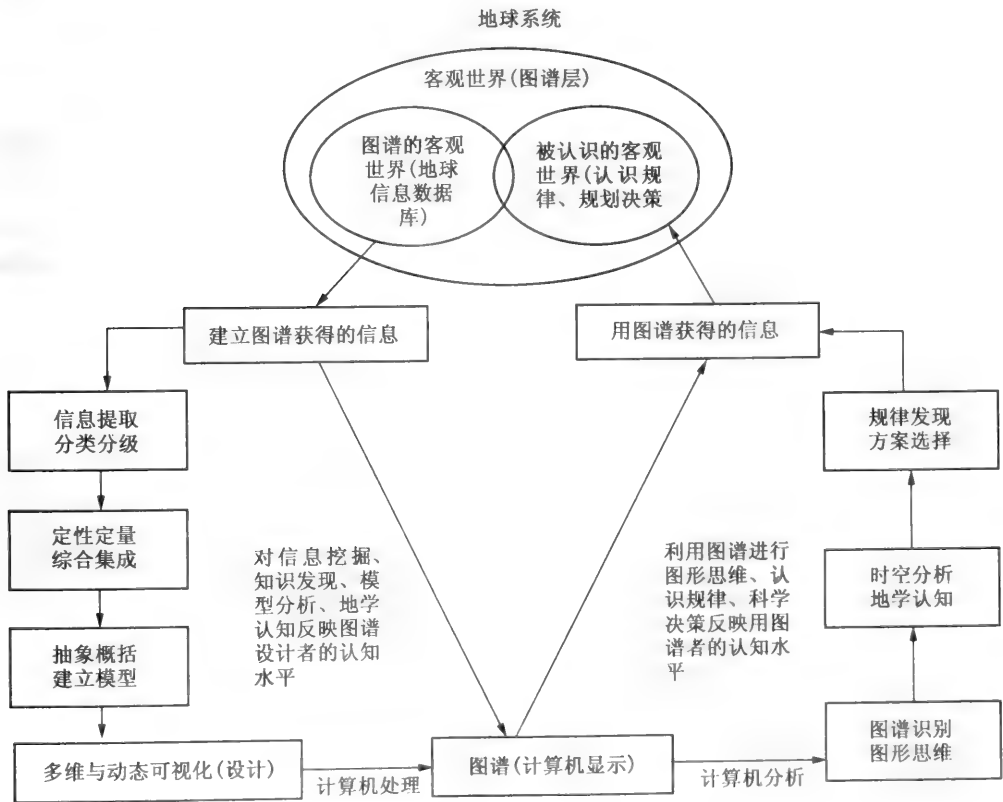 地球系统
客观世界(图谱层)
图谱的客观
世界(地球
信息数据
库)
被认识的客观
世界(认识规
律、规划决策
建立图谱获得的信息
用图谱获得的信息
信息提取
分类分级
定性定量
综合集成
抽象概括
建立模型
多维与动态可视化(设计)
对信息挖掘、
知识发现、模
型分析、地学
认知反映图谱
设计者的认知
水平
计算机处理
图谱(计算机显示)
利用图谱进行
图形思维、认
识规律、科学
决策反映用图
谱者的认知水
平
计算机分析
规律发现
方案选择
时空分析
地学认知
图谱识别
图形思维